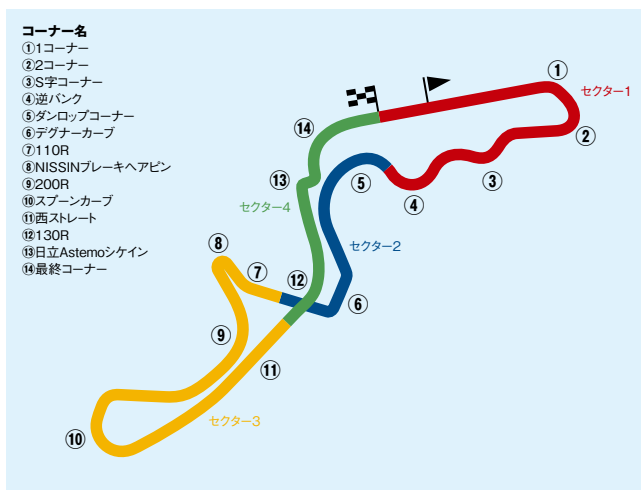 コーナー名
①1コーナー
②2コーナー
③S字コーナー
④逆バンク
⑤ダンロップコーナー
⑥デグナーカーブ
⑦110R
⑧NISSINブレーキヘアピン
⑨200R
⑩スプーンカーブ
⑪西ストレート
⑫130R
⑬日立Astemoシケイン
⑭最終コーナー
①
セクター1
②
③
④
⑤
⑭
⑬
セクター4
セクター2
⑧
⑦
⑫
⑥
⑨
⑪
⑩
セクター3